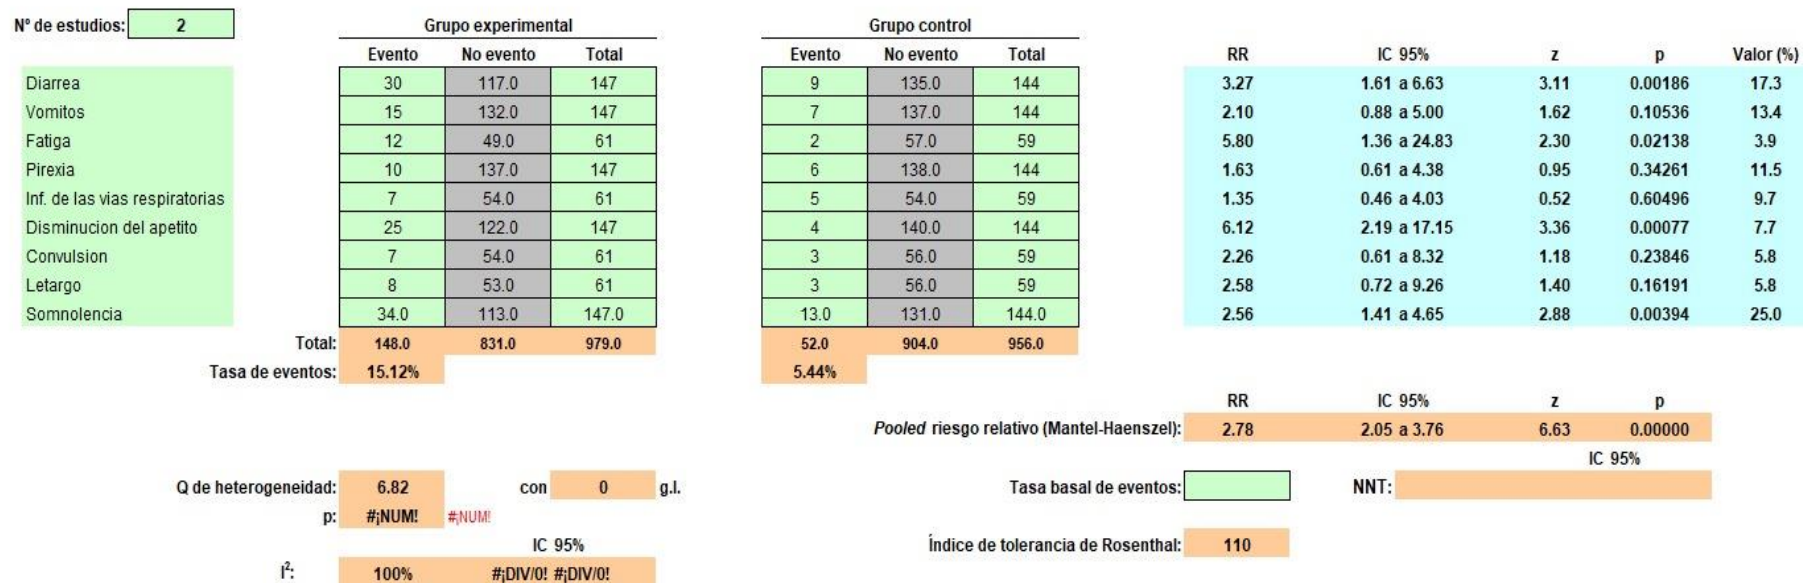 Nº de estudios: 2 Grupo experimental Grupo control
Evento No evento Total Evento No evento Total RR IC 95% z p Valor (%)
Diarrea 30 117.0 147 9 135.0 144 3.27 1.61 a 6.63 3.11 0.00186 17.3
Vomitos 15 132.0 147 7 137.0 144 2.10 0.88 a 5.00 1.62 0.10536 13.4
Fatiga 12 49.0 61 2 57.0 59 5.80 1.36 a 24.83 2.30 0.02138 3.9
Pirexia 10 137.0 147 6 138.0 144 1.63 0.61 a 4.38 0.95 0.34261 11.5
Inf. de las vias respiratorias 7 54.0 61 5 54.0 59 1.35 0.46 a 4.03 0.52 0.60496 9.7
Disminucion del apetito 25 122.0 147 4 140.0 144 6.12 2.19 a 17.15 3.36 0.00077 7.7
Convulsion 7 54.0 61 3 56.0 59 2.26 0.61 a 8.32 1.18 0.23846 5.8
Letargo 8 53.0 61 3 56.0 59 2.58 0.72 a 9.26 1.40 0.16191 5.8
Somnolencia 34.0 113.0 147.0 13.0 131.0 144.0 2.56 1.41 a 4.65 2.88 0.00394 25.0
Total: 148.0 831.0 979.0 52.0 904.0 956.0
Tasa de eventos: 15.12% 5.44%
RR IC 95% z p
Pooled riesgo relativo (Mantel-Haenszel): 2.78 2.05 a 3.76 6.63 0.00000
IC 95%
Q de heterogeneidad: 6.82 con 0 g.l. Tasa basal de eventos: NNT:
p: #¡NUM! #¡NUM!
IC 95% Índice de tolerancia de Rosenthal: 110
I²: 100% #¡DIV/0! #¡DIV/0!